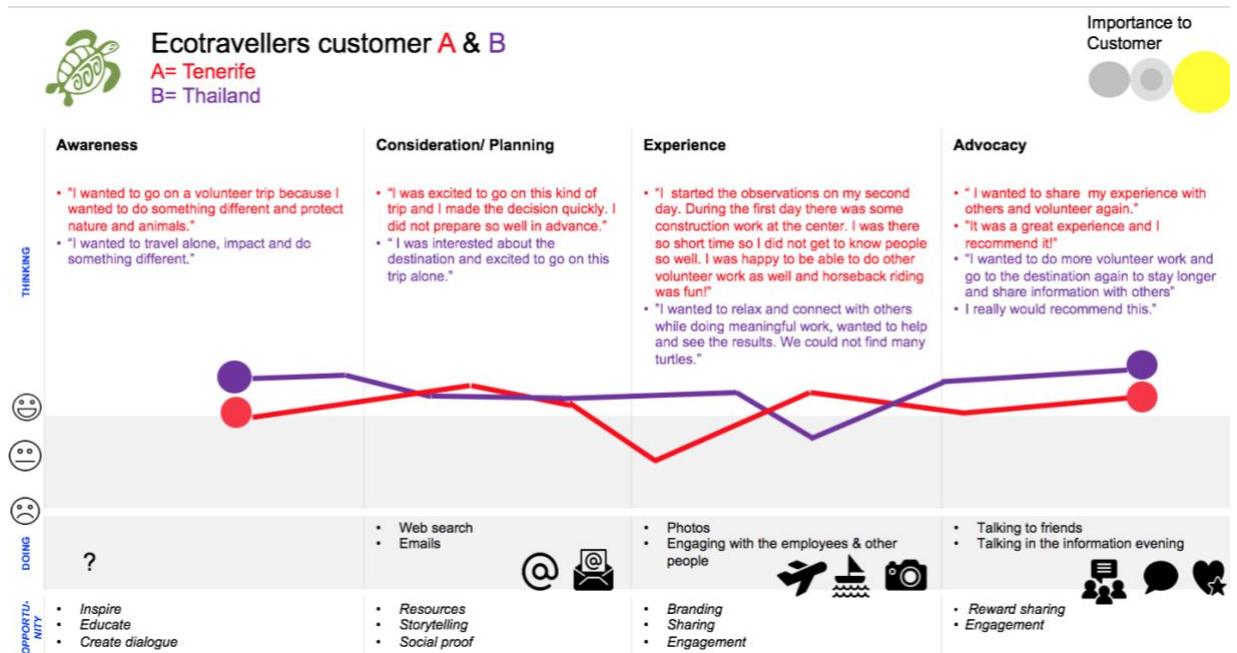 Ecotravellers customer A & B
A= Tenerife
B= Thailand
Importance to
Customer
Awareness
Consideration/ Planning
Experience
Advocacy
THINKING
• "I wanted to go on a volunteer trip because I
wanted to do something different and protect
nature and animals."
• "I wanted to travel alone, impact and do
something different."
• "I was excited to go on this kind of
trip and I made the decision quickly. I
did not prepare so well in advance."
• " I was interested about the
destination and excited to go on this
trip alone."
• "I started the observations on my second
day. During the first day there was some
construction work at the center. I was there
so short time so I did not get to know people
so well. I was happy to be able to do other
volunteer work as well and horseback riding
was fun!"
• "I wanted to relax and connect with others
while doing meaningful work, wanted to help
and see the results. We could not find many
turtles."
• " I wanted to share my experience with
others and volunteer again."
• "It was a great experience and I
recommend it!"
• "I wanted to do more volunteer work and
go to the destination again to stay longer
and share information with others"
• I really would recommend this."
DOING
?
• Web search
• Emails
@
@
• Photos
• Engaging with the employees & other
people
• Talking to friends
• Talking in the information evening
OPPORTU-
NITY
• Inspire
• Educate
• Create dialogue
• Resources
• Storytelling
• Social proof
• Branding
• Sharing
• Engagement
• Reward sharing
• Engagement